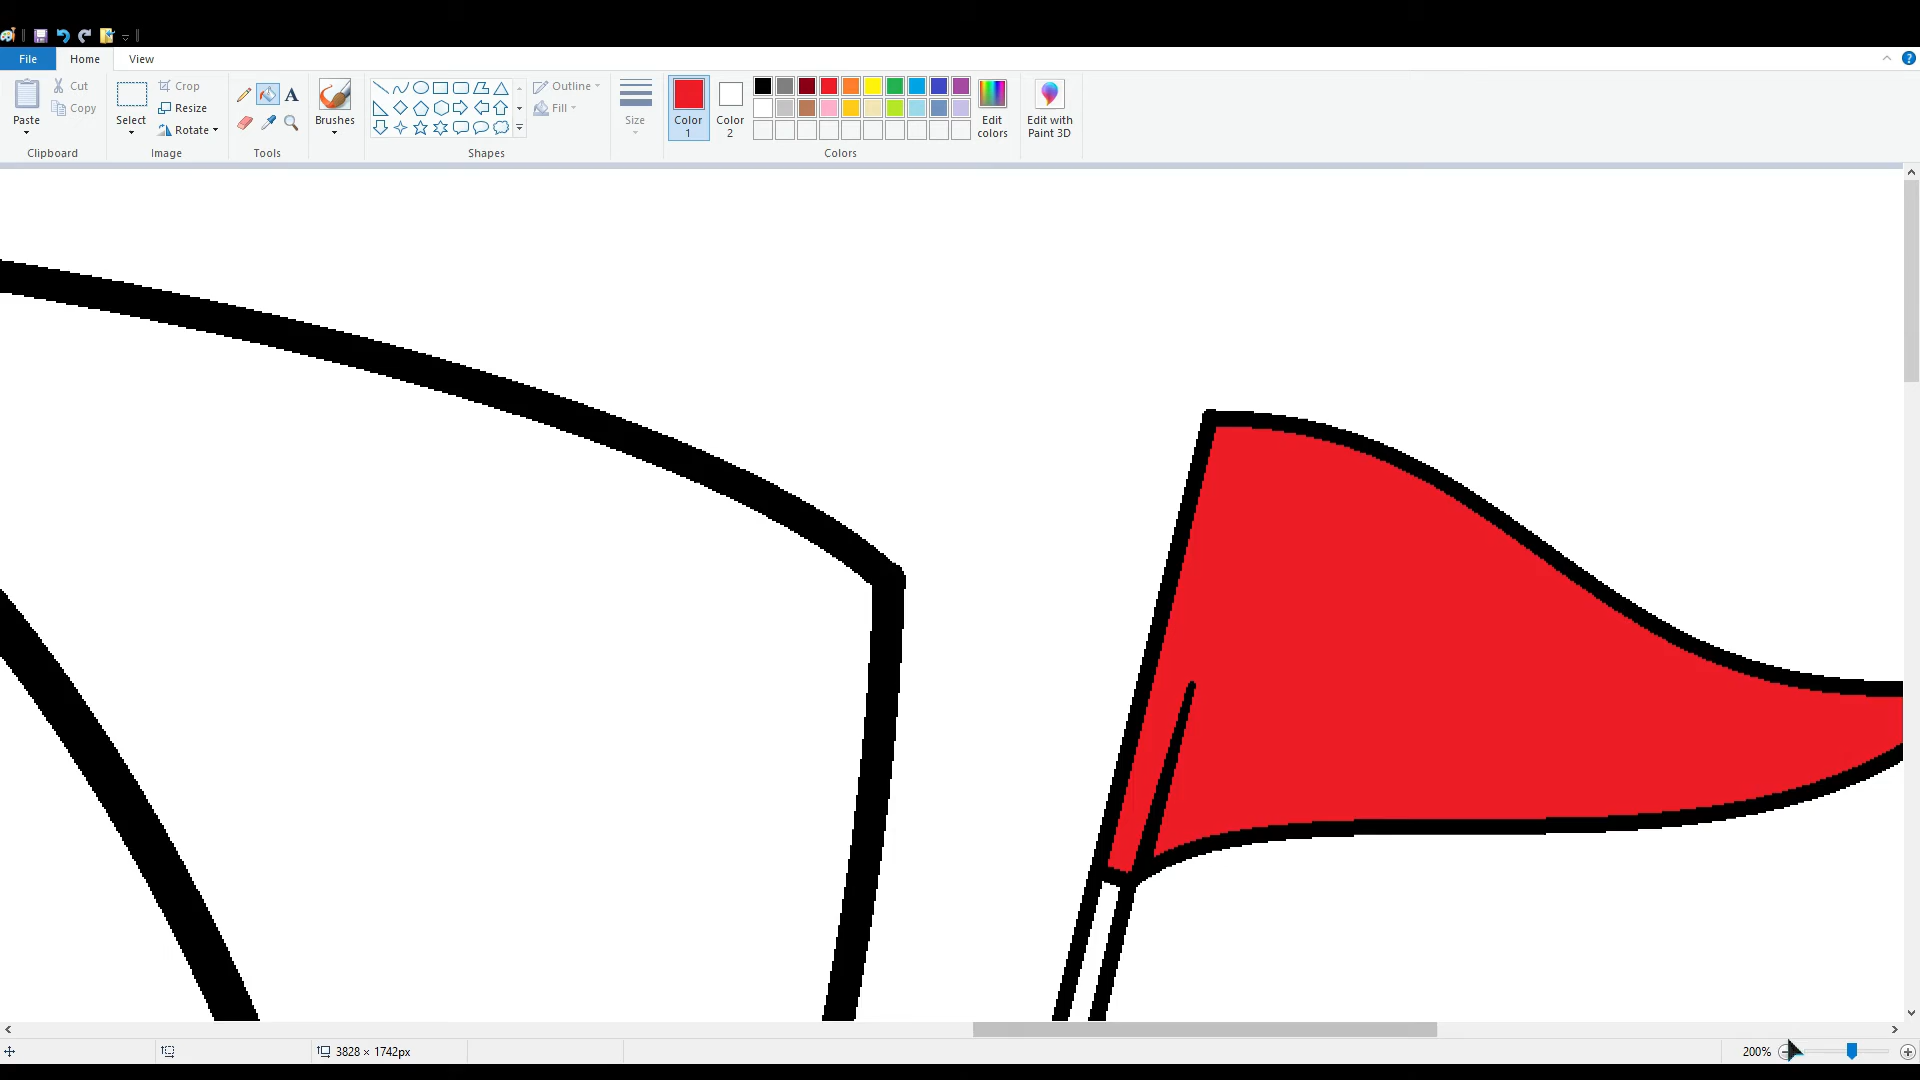 File Home View
Paste Cut Copy Clipboard
Select Crop Resize Rotate Image
A Tools
Brushes
Shapes
Outline Fill
Size
Color 1 Color 2
Edit colors
Colors
Edit with Paint 3D
3828 × 1742px
200%